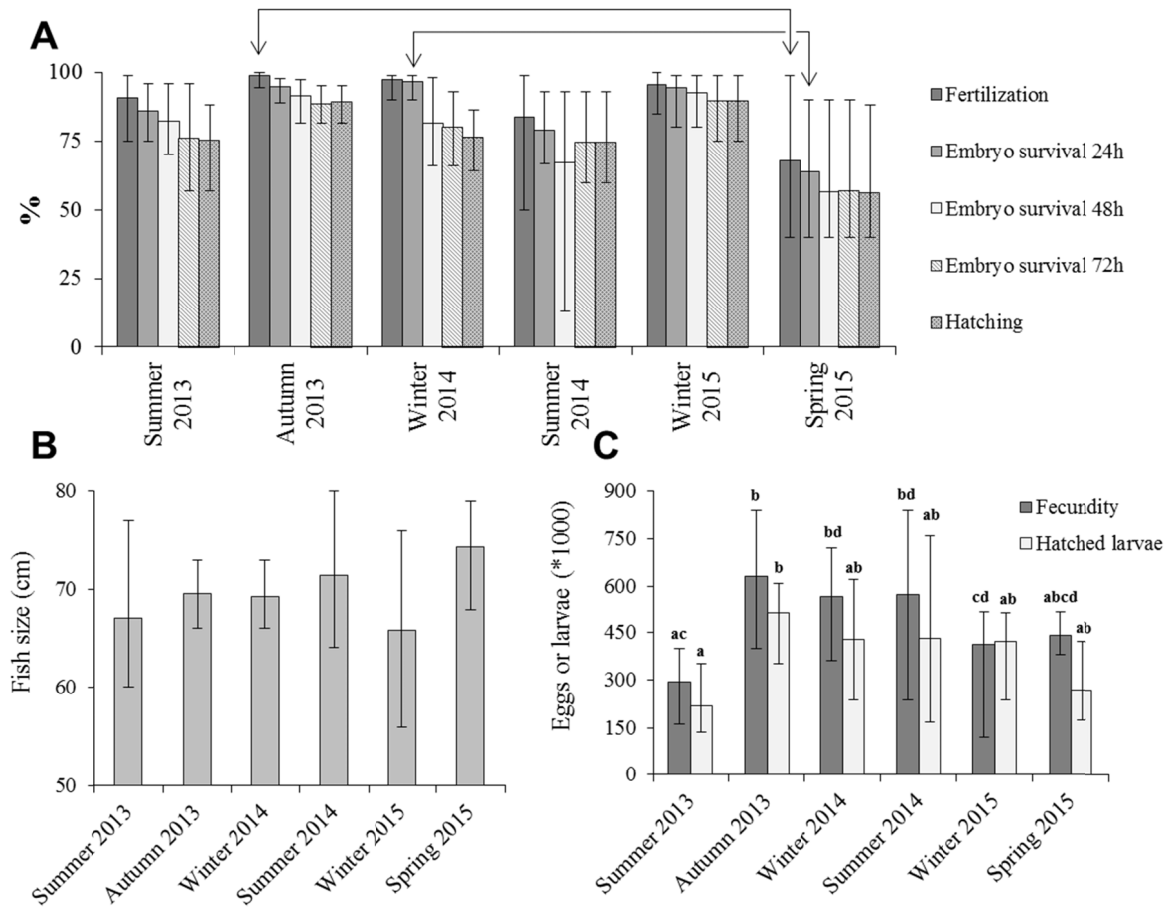 A
100
75
50
25
0
%
Summer
2013
Autumn
2013
Winter
2014
Summer
2014
Winter
2015
Spring
2015
Fertilization
Embryo survival 24h
Embryo survival 48h
Embryo survival 72h
Hatching
B
80
70
60
50
Fish size (cm)
Summer 2013
Autumn 2013
Winter 2014
Summer 2014
Winter 2015
Spring 2015
C
900
750
600
450
300
150
0
Eggs or larvae (*1000)
ac
a
b
b
bd
ab
bd
ab
cd
ab
abcd
ab
Fecundity
Hatched larvae
Summer 2013
Autumn 2013
Winter 2014
Summer 2014
Winter 2015
Spring 2015